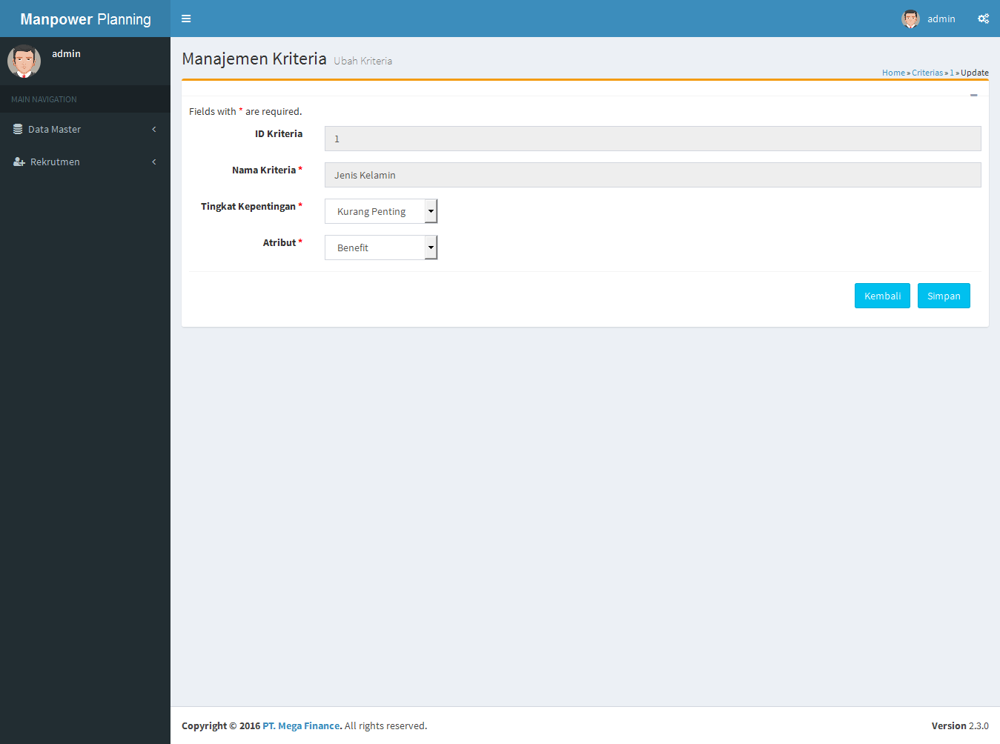 Manpower Planning
admin
admin
MAIN NAVIGATION
Data Master
Rekrutmen
Manajemen Kriteria Ubah Kriteria
Home » Criterias » 1 » Update
Fields with * are required.
ID Kriteria 1
Nama Kriteria * Jenis Kelamin
Tingkat Kepentingan * Kurang Penting
Atribut * Benefit
Kembali Simpan
Copyright © 2016 PT. Mega Finance. All rights reserved. Version 2.3.0